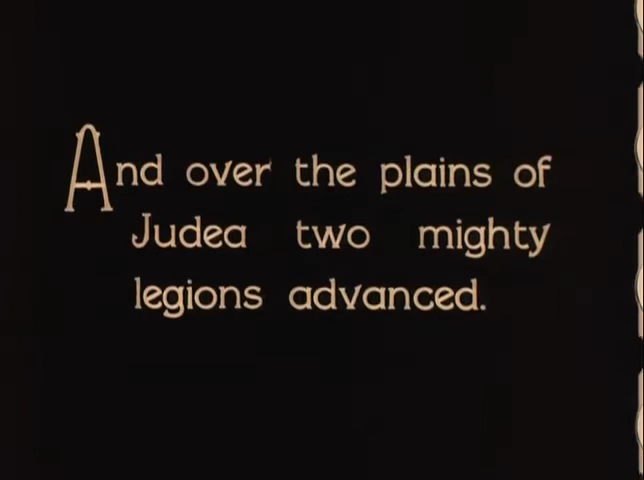 And over the plains of
Judea two mighty
legions advanced.